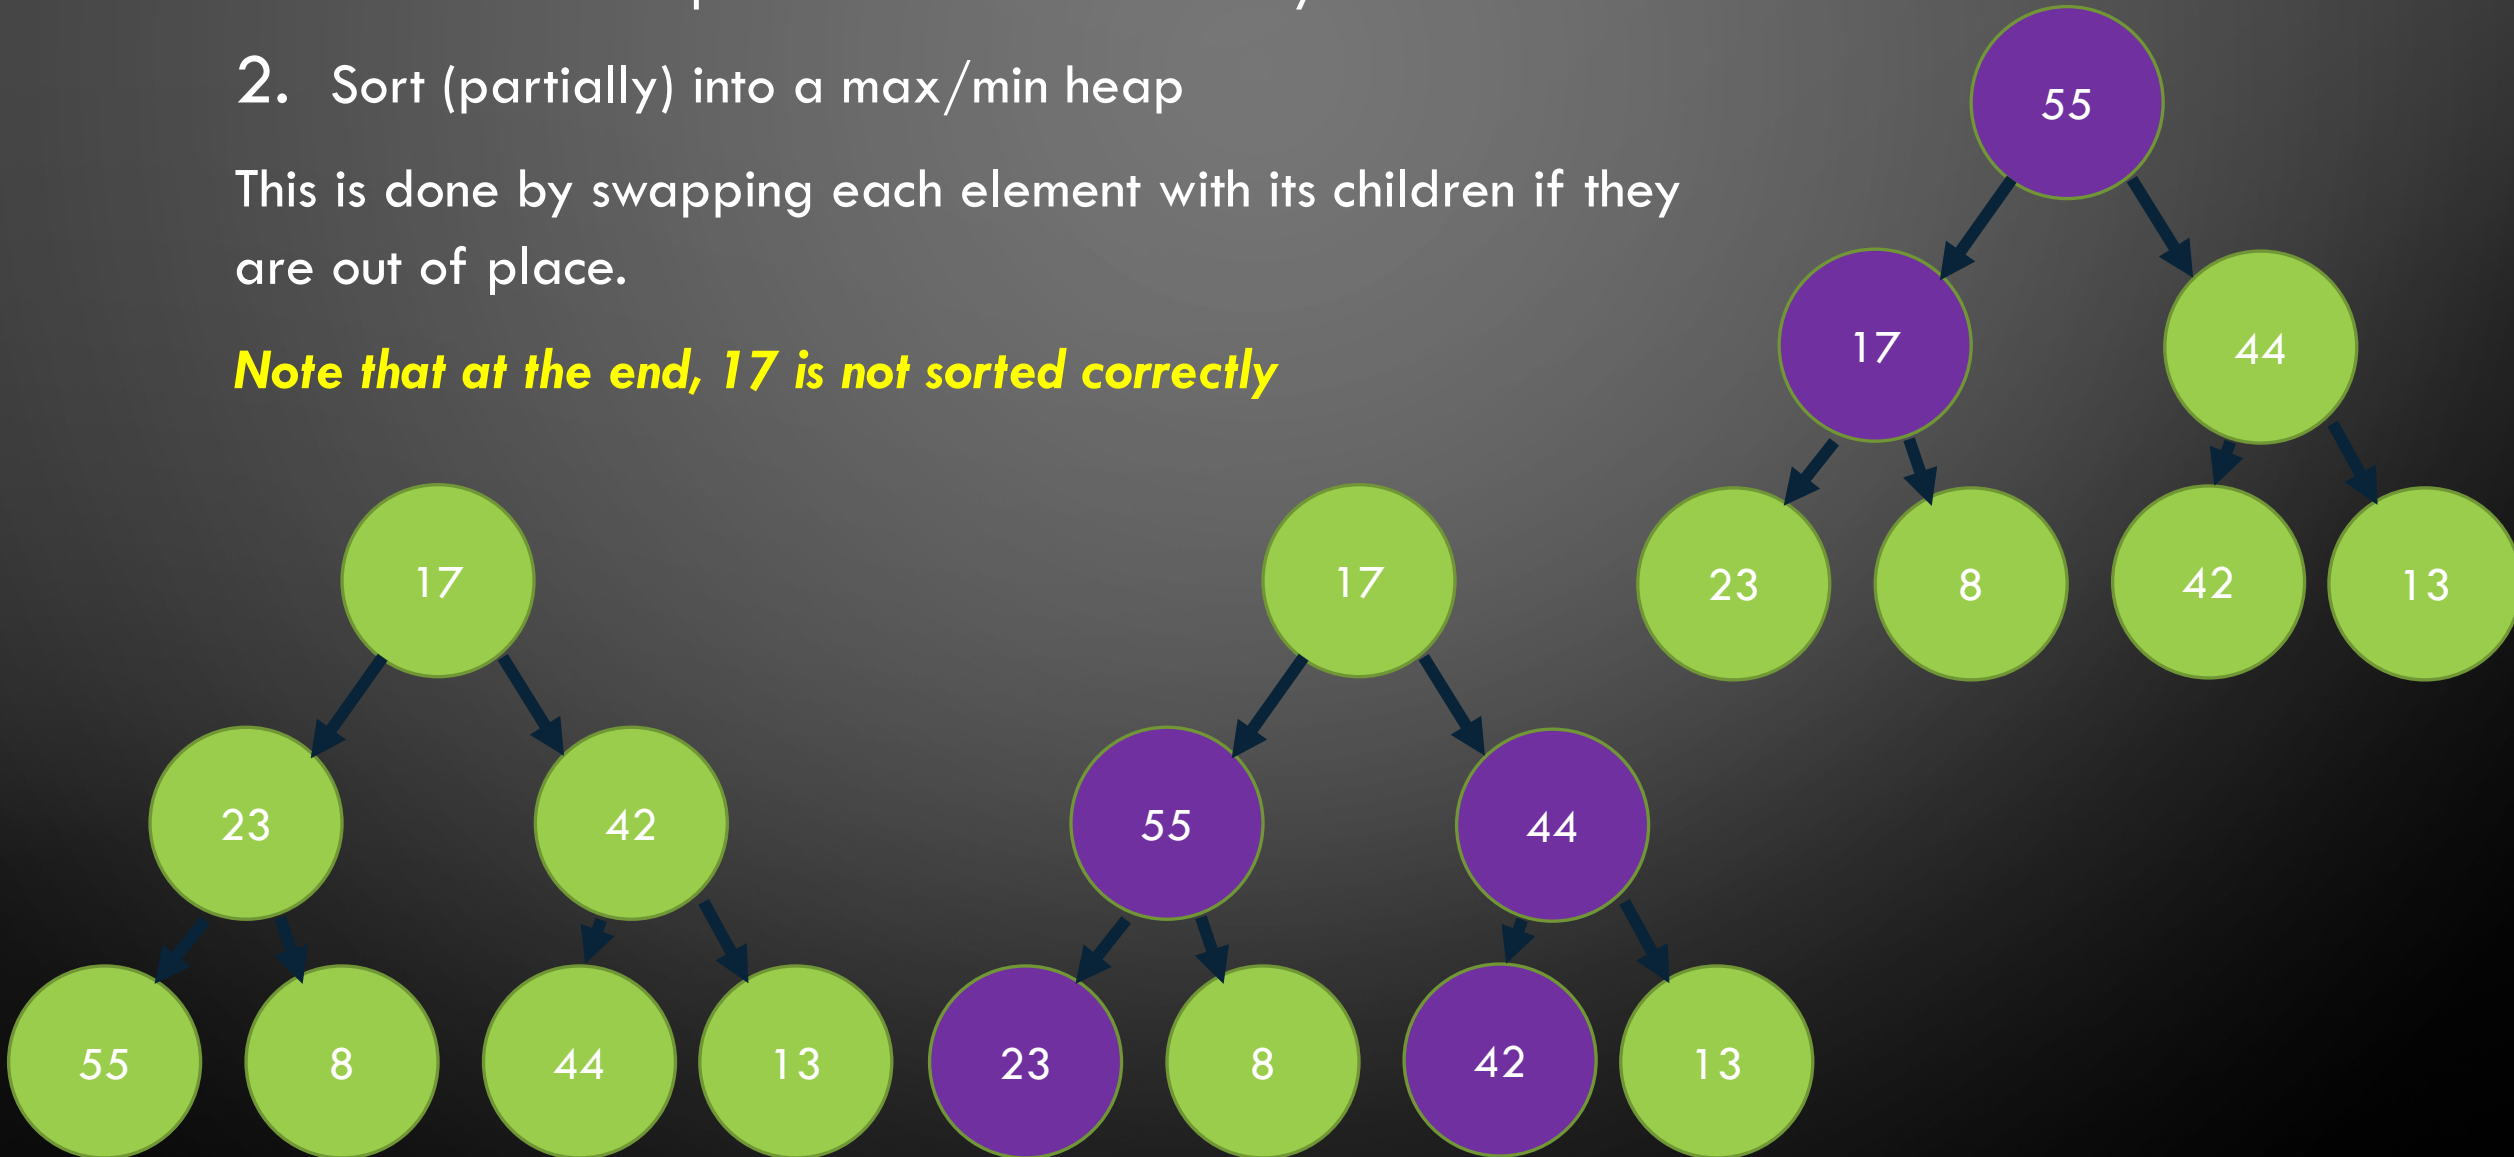 2. Sort (partially) into a max/min heap
This is done by swapping each element with its children if they
are out of place.
Note that at the end, 17 is not sorted correctly
55
17 44
23 8 42 13
17
23 42
55 8 44 13
17
55 44
23 8 42 13